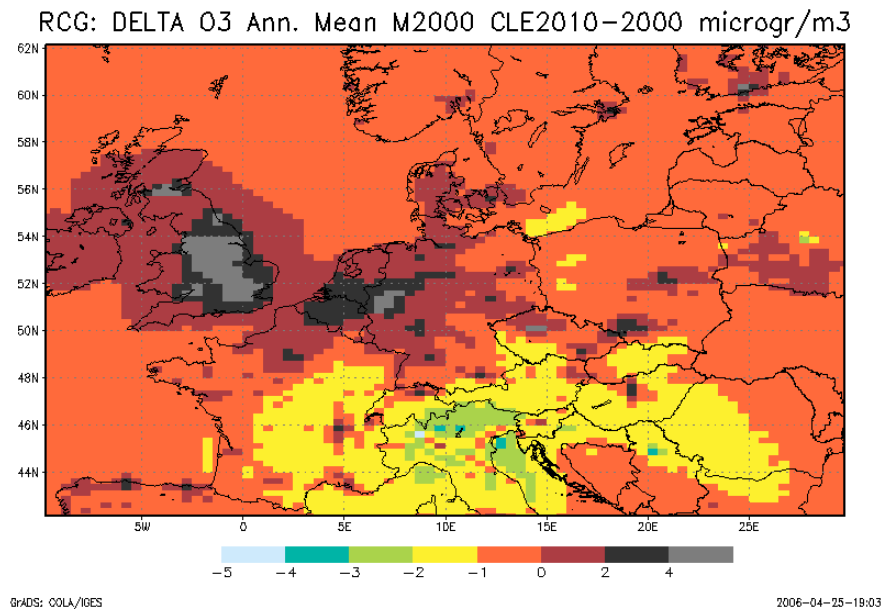 RCG: DELTA O3 Ann. Mean M2000 CLE2010-2000 microgr/m3
62N
60N
58N
56N
54N
52N
50N
48N
46N
44N
5W 0 5E 10E 15E 20E 25E
-5 -4 -3 -2 -1 0 2 4
GrADS: COLA/IGES 2006-04-25-19:03